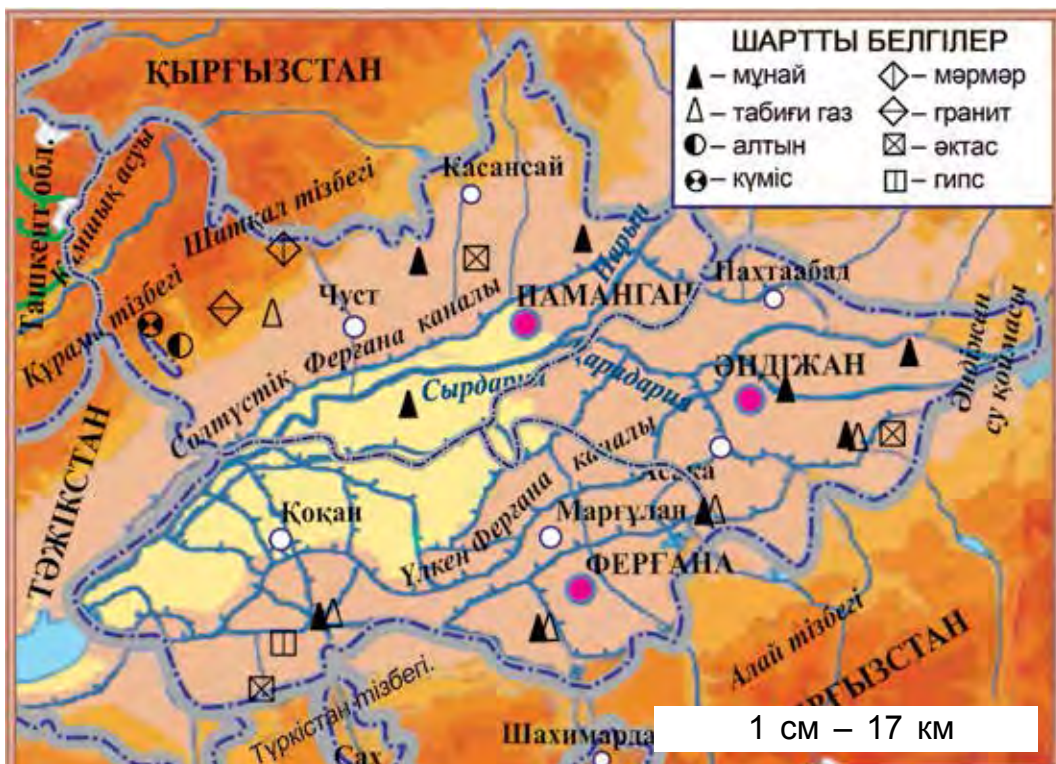 ШАРТТЫ БЕЛГІЛЕР
– мұнай
– табиғи газ
– алтын
– күміс
– мәрмәр
– гранит
– әктас
– гипс
ҚЫРҒЫЗСТАН
Ташкент обл.
Қамшық асуы
Шатқал тізбегі
Касансай
Құрама тізбегі
Чуст
Солтүстік Ферғана каналы
НАМАНГАН
Нарын
Пахтаабад
Сырдария
Қарадария
ӘНДІЖАН
Әндіжан
су қоймасы
Асака
ТӘЖІКСТАН
Қоқан
Үлкен Ферғана каналы
Марғұлан
ФЕРҒАНА
Алай тізбегі
ҚЫРҒЫЗСТАН
Түркістан тізбегі.
Сах
Шахимарда
1 см – 17 км